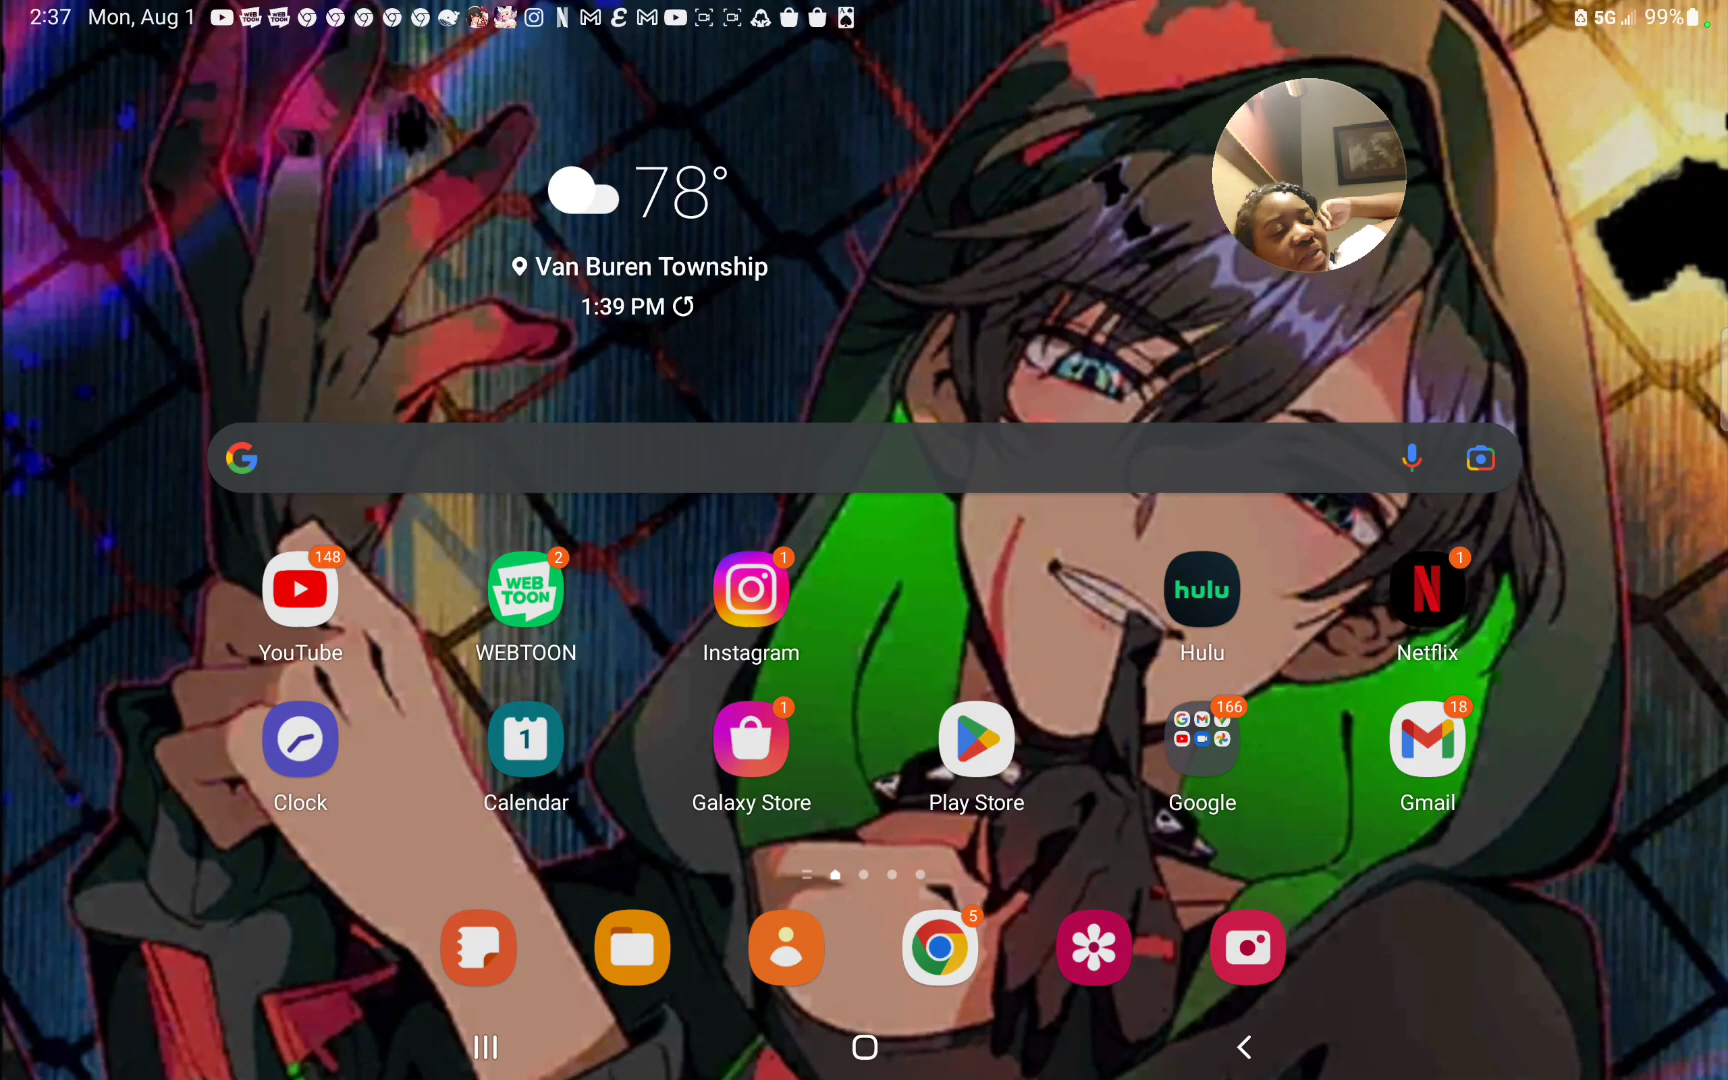 2:37 Mon, Aug 1
5G 99%
78°
Van Buren Township
1:39 PM
148
2
1
1
WEB
TOON
hulu
N
YouTube
WEBTOON
Instagram
Hulu
Netflix
1
166
18
1
Clock
Calendar
Galaxy Store
Play Store
Google
Gmail
5